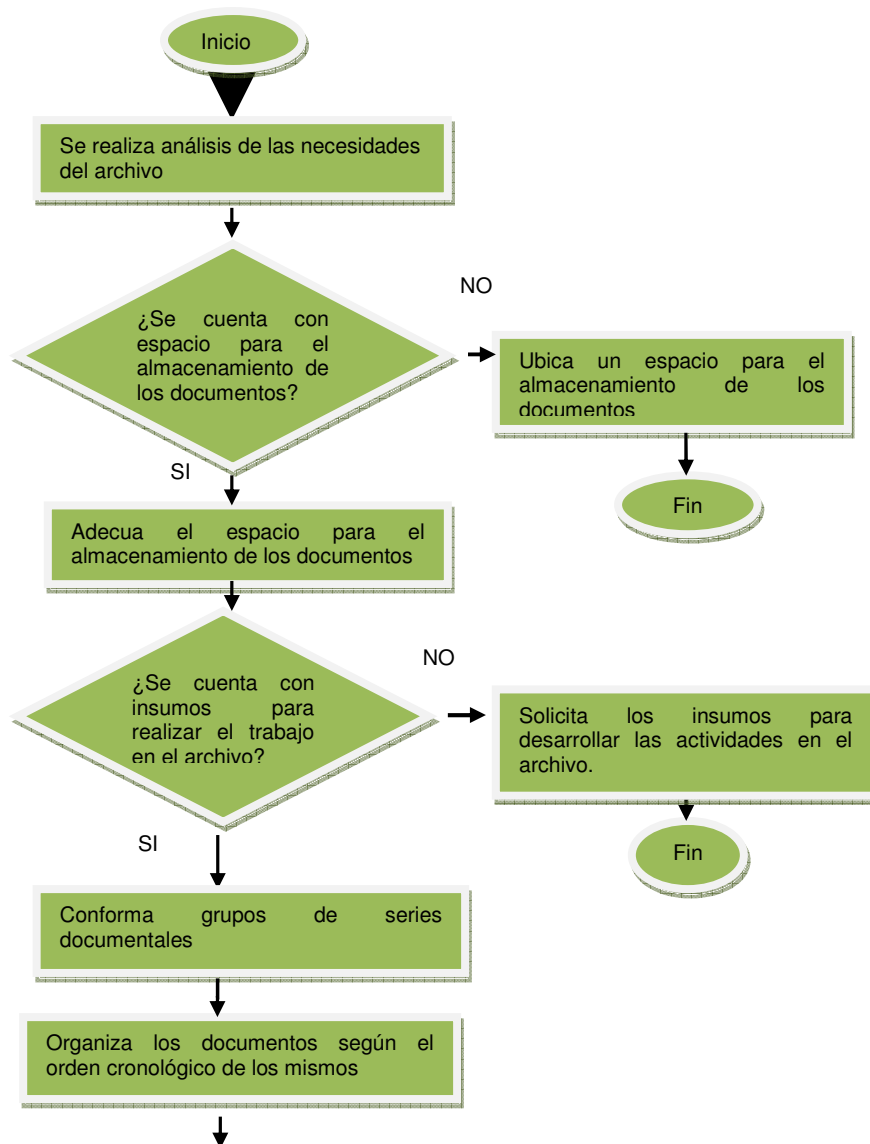 Inicio
Se realiza análisis de las necesidades
del archivo
NO
¿Se cuenta con
espacio para el
almacenamiento de
los documentos?
Ubica un espacio para el
almacenamiento de los
documentos
SI
Fin
Adecua el espacio para el
almacenamiento de los documentos
NO
¿Se cuenta con
insumos para
realizar el trabajo
en el archivo?
Solicita los insumos para
desarrollar las actividades en el
archivo.
SI
Fin
Conforma grupos de series
documentales
Organiza los documentos según el
orden cronológico de los mismos